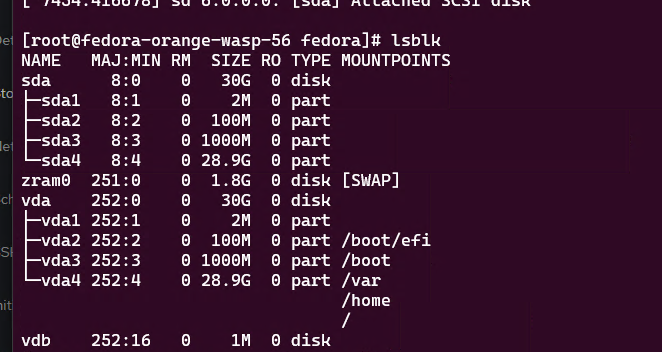 [ 7454.416678] sd 6:0:0:0: [sda] Attached SCSI disk
[root@fedora-orange-wasp-56 fedora]# lsblk
NAME   MAJ:MIN RM  SIZE RO TYPE MOUNTPOINTS
sda      8:0    0   30G  0 disk
├─sda1   8:1    0    2M  0 part
├─sda2   8:2    0  100M  0 part
├─sda3   8:3    0 1000M  0 part
└─sda4   8:4    0 28.9G  0 part
zram0  251:0    0  1.8G  0 disk [SWAP]
vda    252:0    0   30G  0 disk
├─vda1 252:1    0    2M  0 part
├─vda2 252:2    0  100M  0 part /boot/efi
├─vda3 252:3    0 1000M  0 part /boot
└─vda4 252:4    0 28.9G  0 part /var
                                /home
                                /
vdb    252:16   0    1M  0 disk